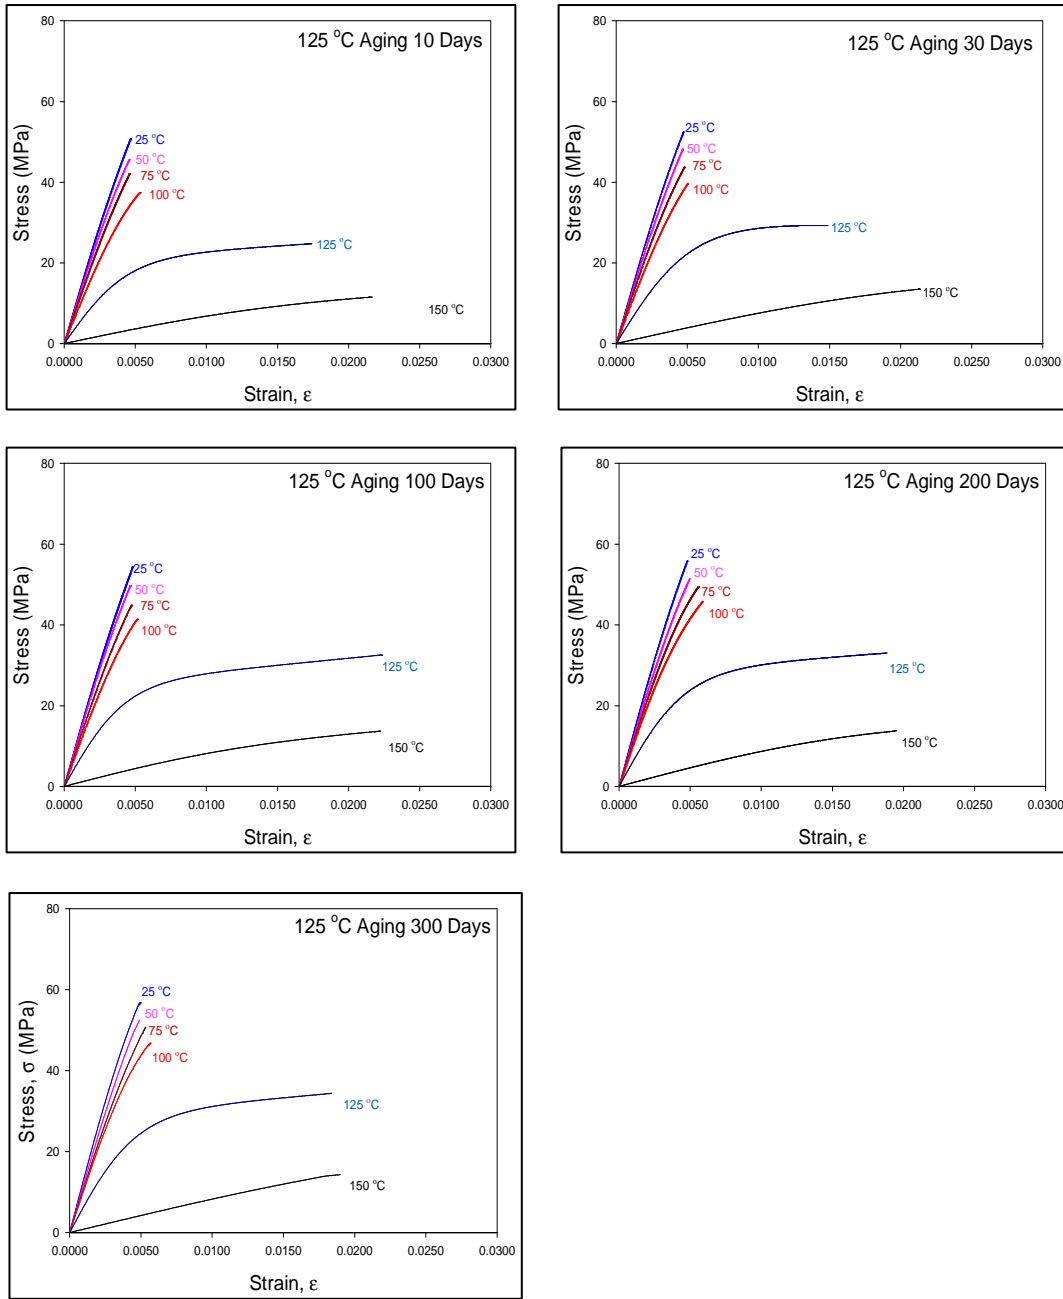 125 °C Aging 10 Days
80
60
40
20
0
Stress (MPa)
25 °C
50 °C
75 °C
100 °C
125 °C
150 °C
0.0000 0.0050 0.0100 0.0150 0.0200 0.0250 0.0300
Strain, ε
125 °C Aging 30 Days
80
60
40
20
0
Stress (MPa)
25 °C
50 °C
75 °C
100 °C
125 °C
150 °C
0.0000 0.0050 0.0100 0.0150 0.0200 0.0250 0.0300
Strain, ε
125 °C Aging 100 Days
80
60
40
20
0
Stress (MPa)
25 °C
50 °C
75 °C
100 °C
125 °C
150 °C
0.0000 0.0050 0.0100 0.0150 0.0200 0.0250 0.0300
Strain, ε
125 °C Aging 200 Days
80
60
40
20
0
Stress (MPa)
25 °C
50 °C
75 °C
100 °C
125 °C
150 °C
0.0000 0.0050 0.0100 0.0150 0.0200 0.0250 0.0300
Strain, ε
125 °C Aging 300 Days
80
60
40
20
0
Stress, σ (MPa)
25 °C
50 °C
75 °C
100 °C
125 °C
150 °C
0.0000 0.0050 0.0100 0.0150 0.0200 0.0250 0.0300
Strain, ε